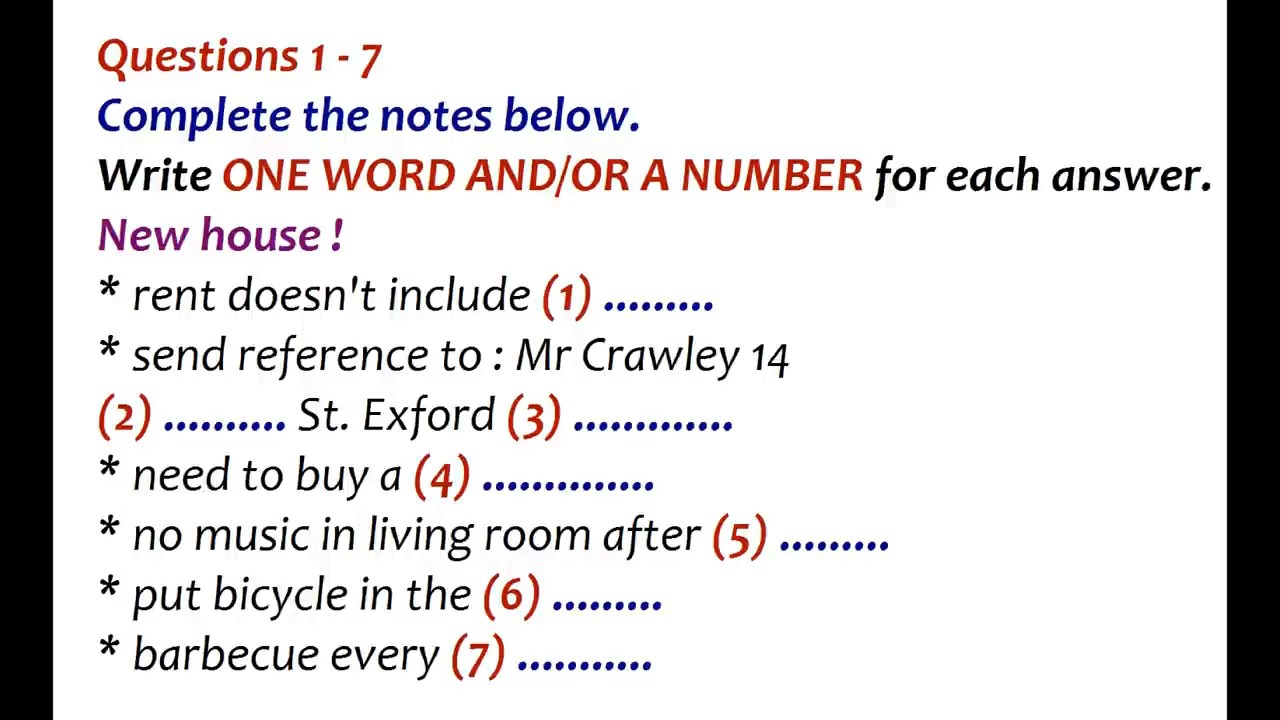 Questions 1 - 7
Complete the notes below.
Write ONE WORD AND/OR A NUMBER for each answer.
New house !
* rent doesn't include (1) .........
* send reference to : Mr Crawley 14
(2) .......... St. Exford (3) .............
* need to buy a (4) ..............
* no music in living room after (5) .........
* put bicycle in the (6) .........
* barbecue every (7) ...........